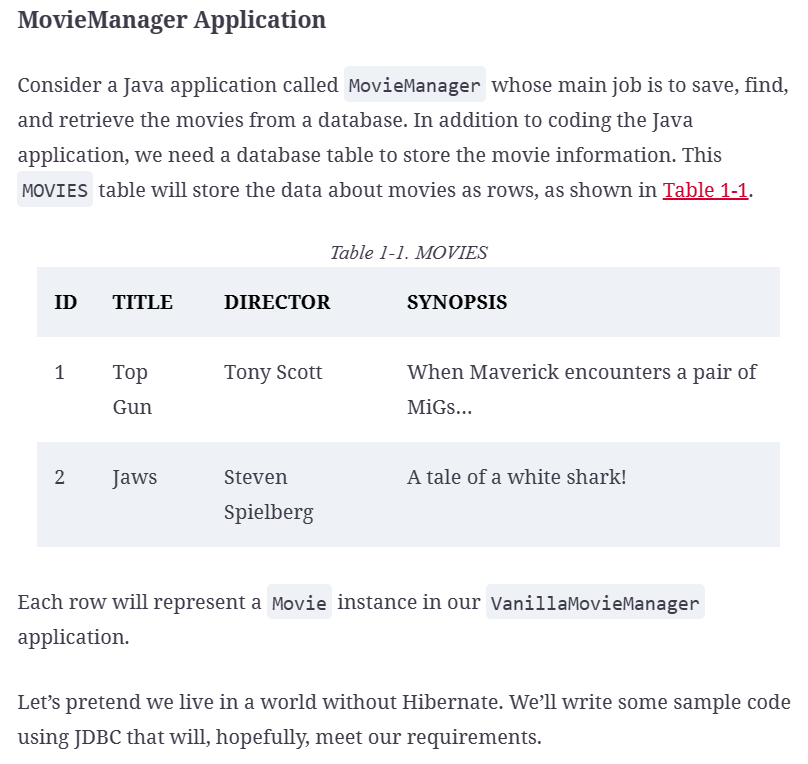 MovieManager Application
Consider a Java application called MovieManager whose main job is to save, find,
and retrieve the movies from a database. In addition to coding the Java
application, we need a database table to store the movie information. This
MOVIES table will store the data about movies as rows, as shown in Table 1-1.
Table 1-1. MOVIES
ID TITLE DIRECTOR SYNOPSIS
1 Top Tony Scott When Maverick encounters a pair of
Gun MiGs…
2 Jaws Steven A tale of a white shark!
Spielberg
Each row will represent a Movie instance in our VanillaMovieManager
application.
Let’s pretend we live in a world without Hibernate. We’ll write some sample code
using JDBC that will, hopefully, meet our requirements.